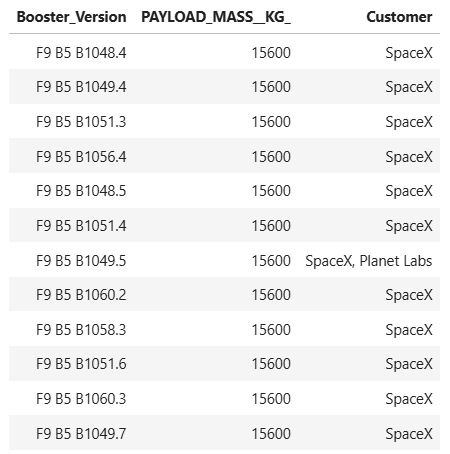 Booster_Version PAYLOAD_MASS__KG_ Customer
F9 B5 B1048.4 15600 SpaceX
F9 B5 B1049.4 15600 SpaceX
F9 B5 B1051.3 15600 SpaceX
F9 B5 B1056.4 15600 SpaceX
F9 B5 B1048.5 15600 SpaceX
F9 B5 B1051.4 15600 SpaceX
F9 B5 B1049.5 15600 SpaceX, Planet Labs
F9 B5 B1060.2 15600 SpaceX
F9 B5 B1058.3 15600 SpaceX
F9 B5 B1051.6 15600 SpaceX
F9 B5 B1060.3 15600 SpaceX
F9 B5 B1049.7 15600 SpaceX